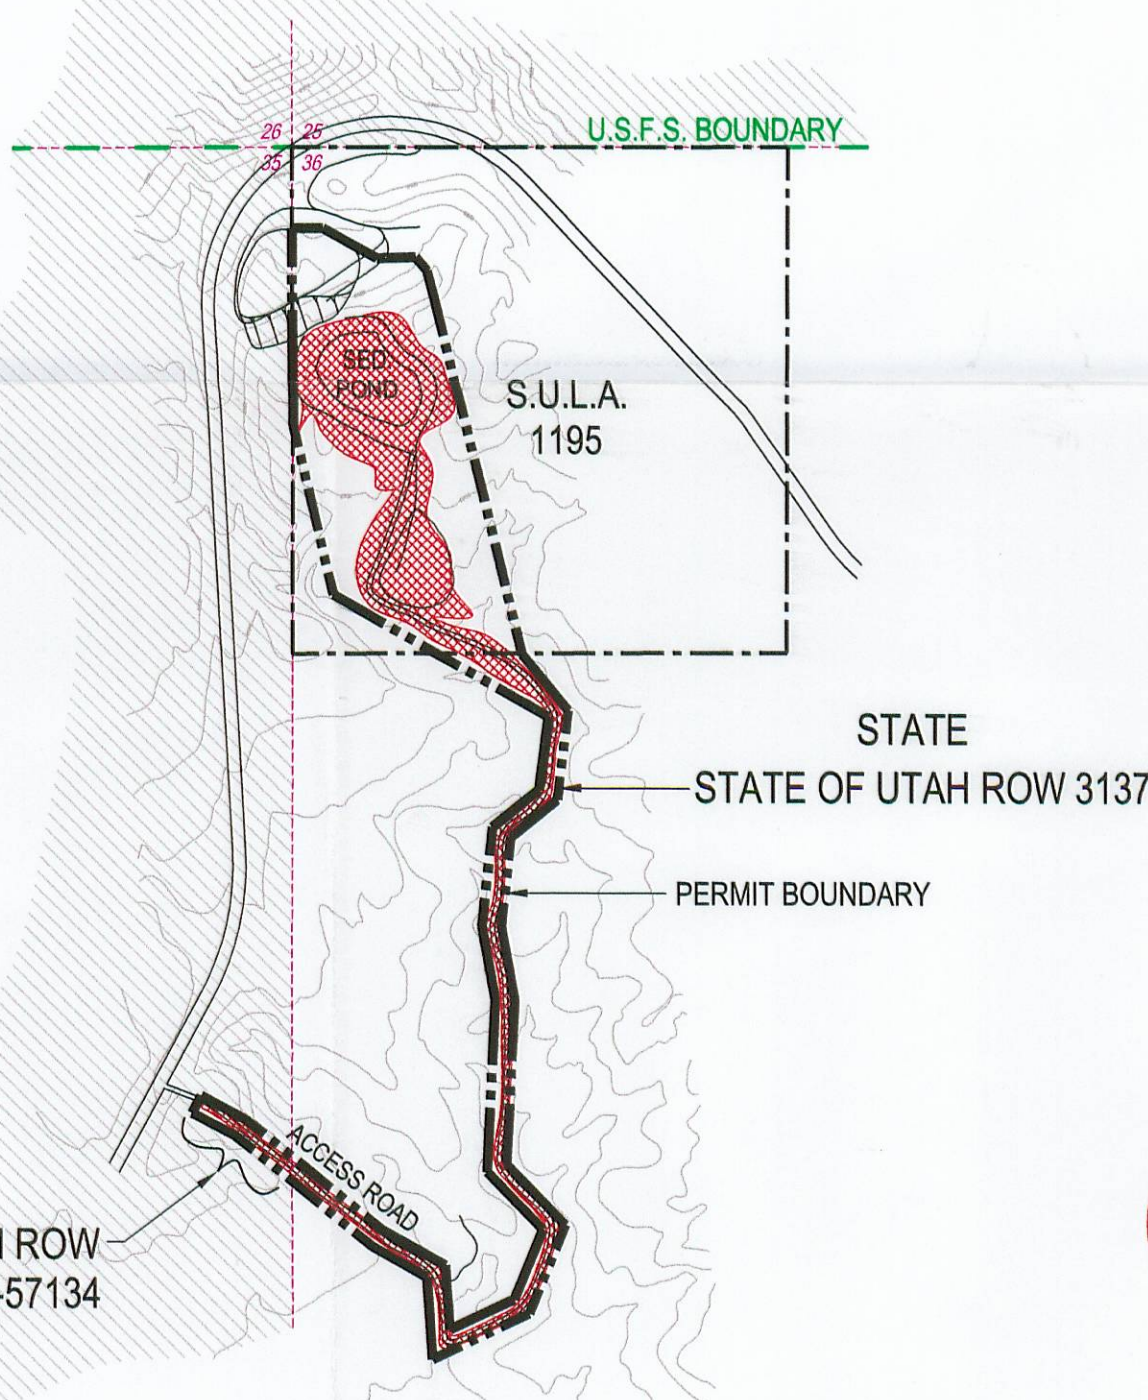 U.S.F.S. BOUNDARY
26 25
35 36
SED
POND
S.U.L.A.
1195
STATE
STATE OF UTAH ROW 3137
PERMIT BOUNDARY
ACCESS ROAD
ROW
-57134